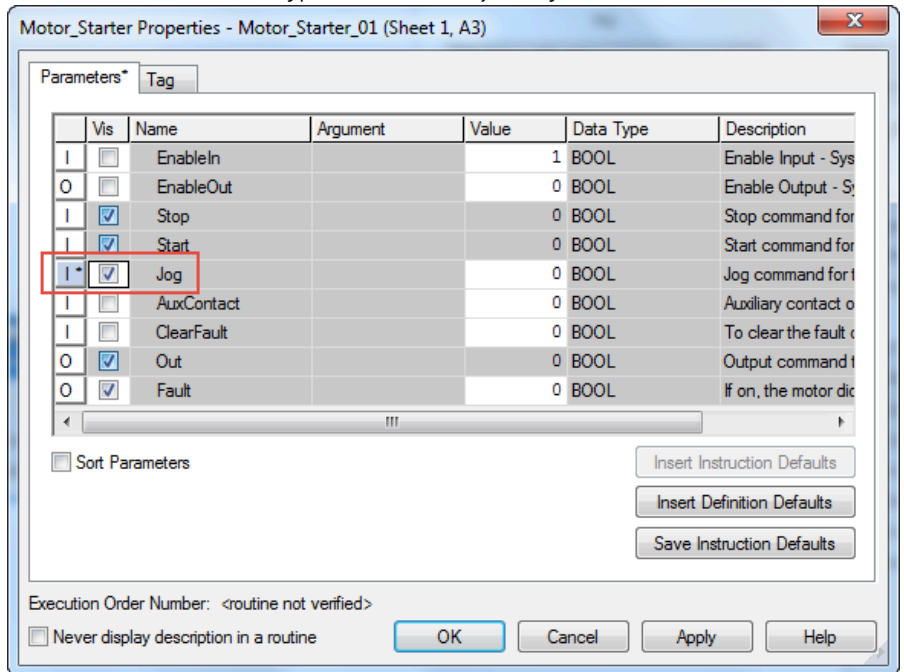 Motor_Starter Properties - Motor_Starter_01 (Sheet 1, A3)
Parameters* Tag
Vis Name Argument Value Data Type Description
I EnableIn 1 BOOL Enable Input - Sys
O EnableOut 0 BOOL Enable Output - Sy
I Stop 0 BOOL Stop command for
I Start 0 BOOL Start command for
I * Jog 0 BOOL Jog command for t
I AuxContact 0 BOOL Auxiliary contact o
I ClearFault 0 BOOL To clear the fault c
O Out 0 BOOL Output command t
O Fault 0 BOOL If on, the motor dic
Sort Parameters
Insert Instruction Defaults
Insert Definition Defaults
Save Instruction Defaults
Execution Order Number: <routine not verified>
Never display description in a routine
OK Cancel Apply Help